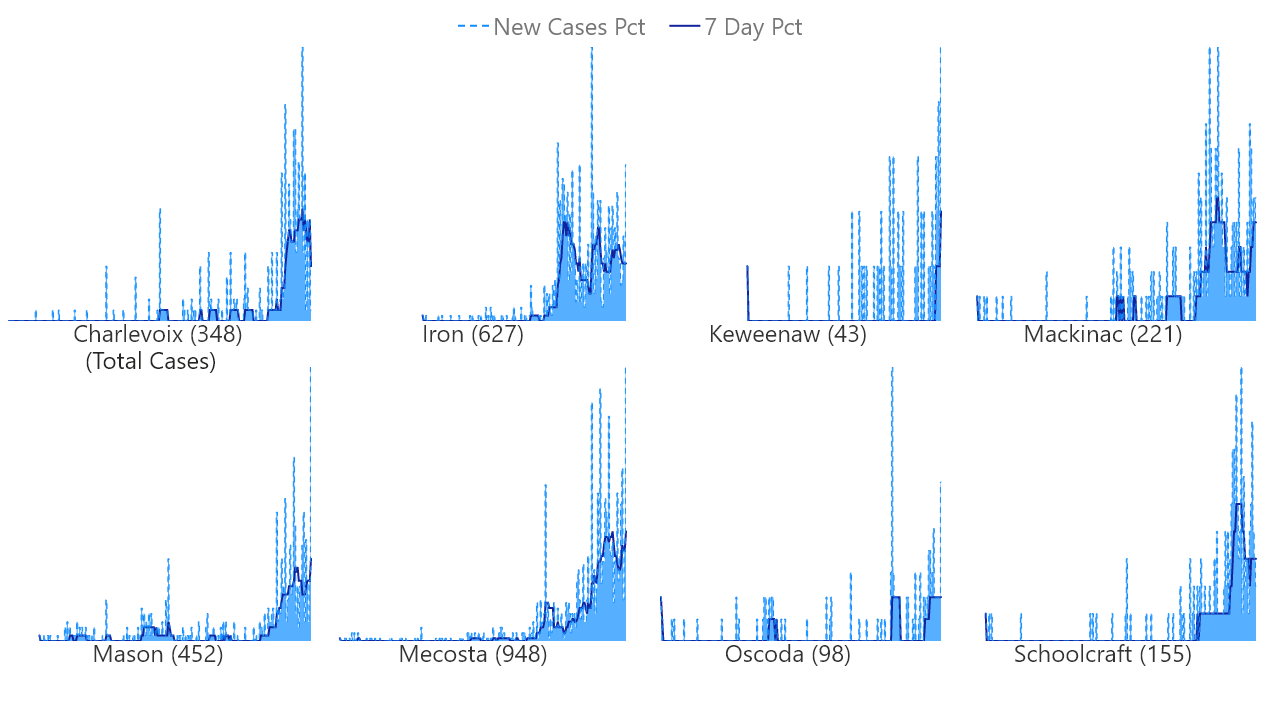 New Cases Pct 7 Day Pct
Charlevoix (348)
(Total Cases)
Iron (627)
Keweenaw (43)
Mackinac (221)
Mason (452)
Mecosta (948)
Oscoda (98)
Schoolcraft (155)